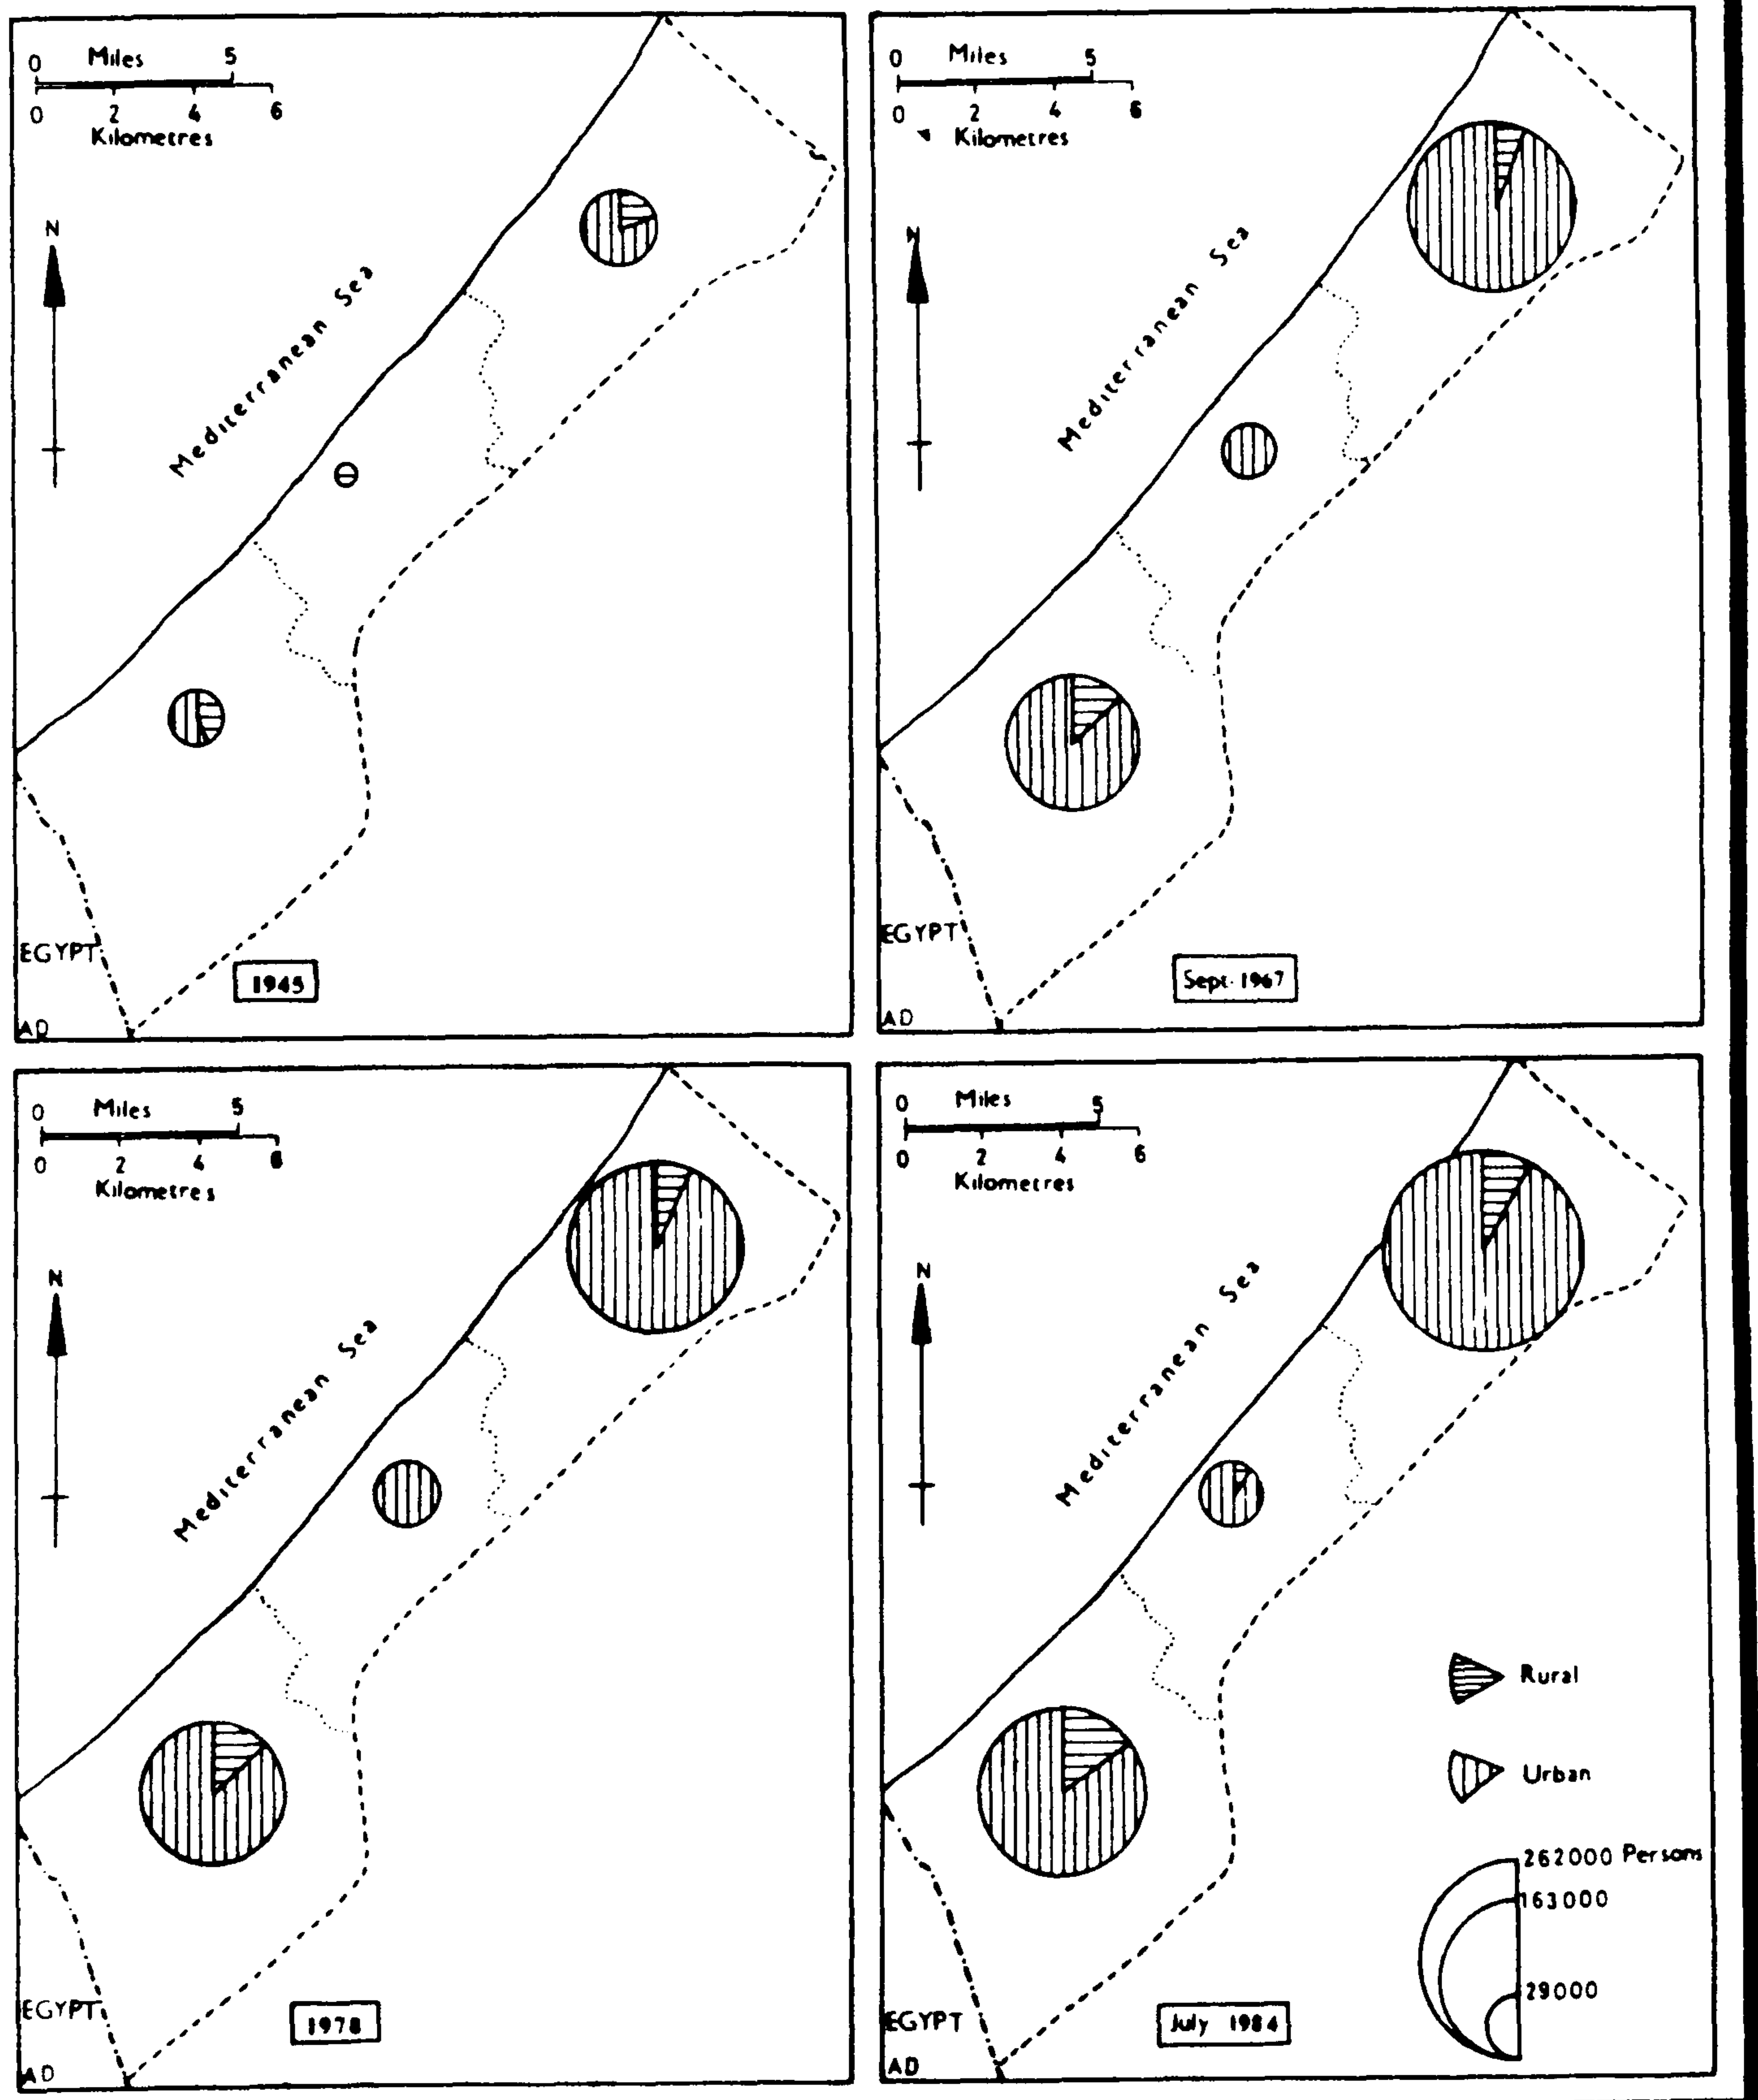 0 Miles 5
0 2 4 6
Kilometres
N
Mediterranean Sea
EGYPT
1945
AD
0 Miles 5
0 2 4 6
Kilometres
N
Mediterranean Sea
EGYPT
Sept. 1967
AD
0 Miles 5
0 2 4 6
Kilometres
N
Mediterranean Sea
EGYPT
1978
AD
0 Miles 5
0 2 4 6
Kilometres
N
Mediterranean Sea
Rural
Urban
262000 Persons
163000
29000
EGYPT
July 1984
AD